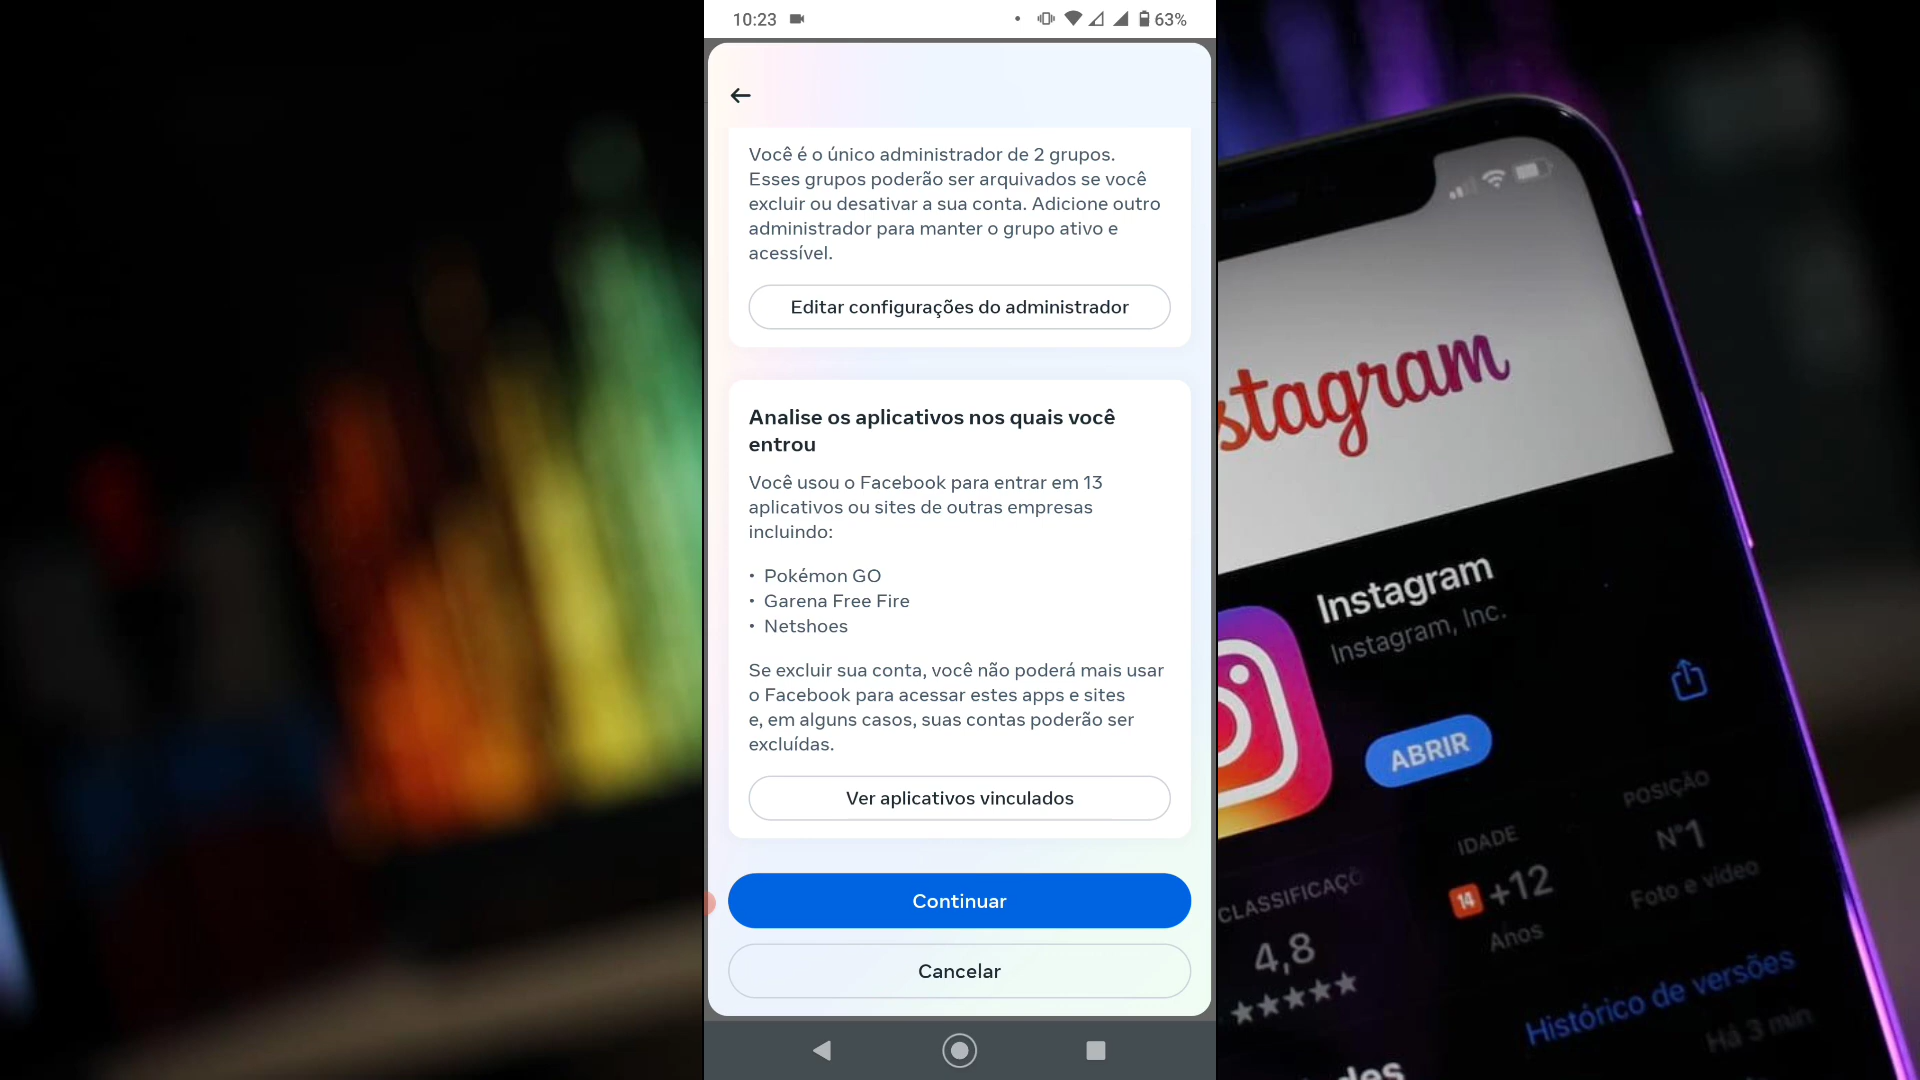 10:23
63%
Você é o único administrador de 2 grupos.
Esses grupos poderão ser arquivados se você
excluir ou desativar a sua conta. Adicione outro
administrador para manter o grupo ativo e
acessível.
Editar configurações do administrador
Analise os aplicativos nos quais você
entrou
Você usou o Facebook para entrar em 13
aplicativos ou sites de outras empresas
incluindo:
• Pokémon GO
• Garena Free Fire
• Netshoes
Se excluir sua conta, você não poderá mais usar
o Facebook para acessar estes apps e sites
e, em alguns casos, suas contas poderão ser
excluídas.
Ver aplicativos vinculados
Continuar
Cancelar
stagram
Instagram
Instagram, Inc.
ABRIR
CLASSIFICAÇÕ
4,8
★★★★★
IDADE
14 +12
Anos
POSIÇÃO
Nº1
Foto e vídeo
Histórico de versões
Há 3 min
des